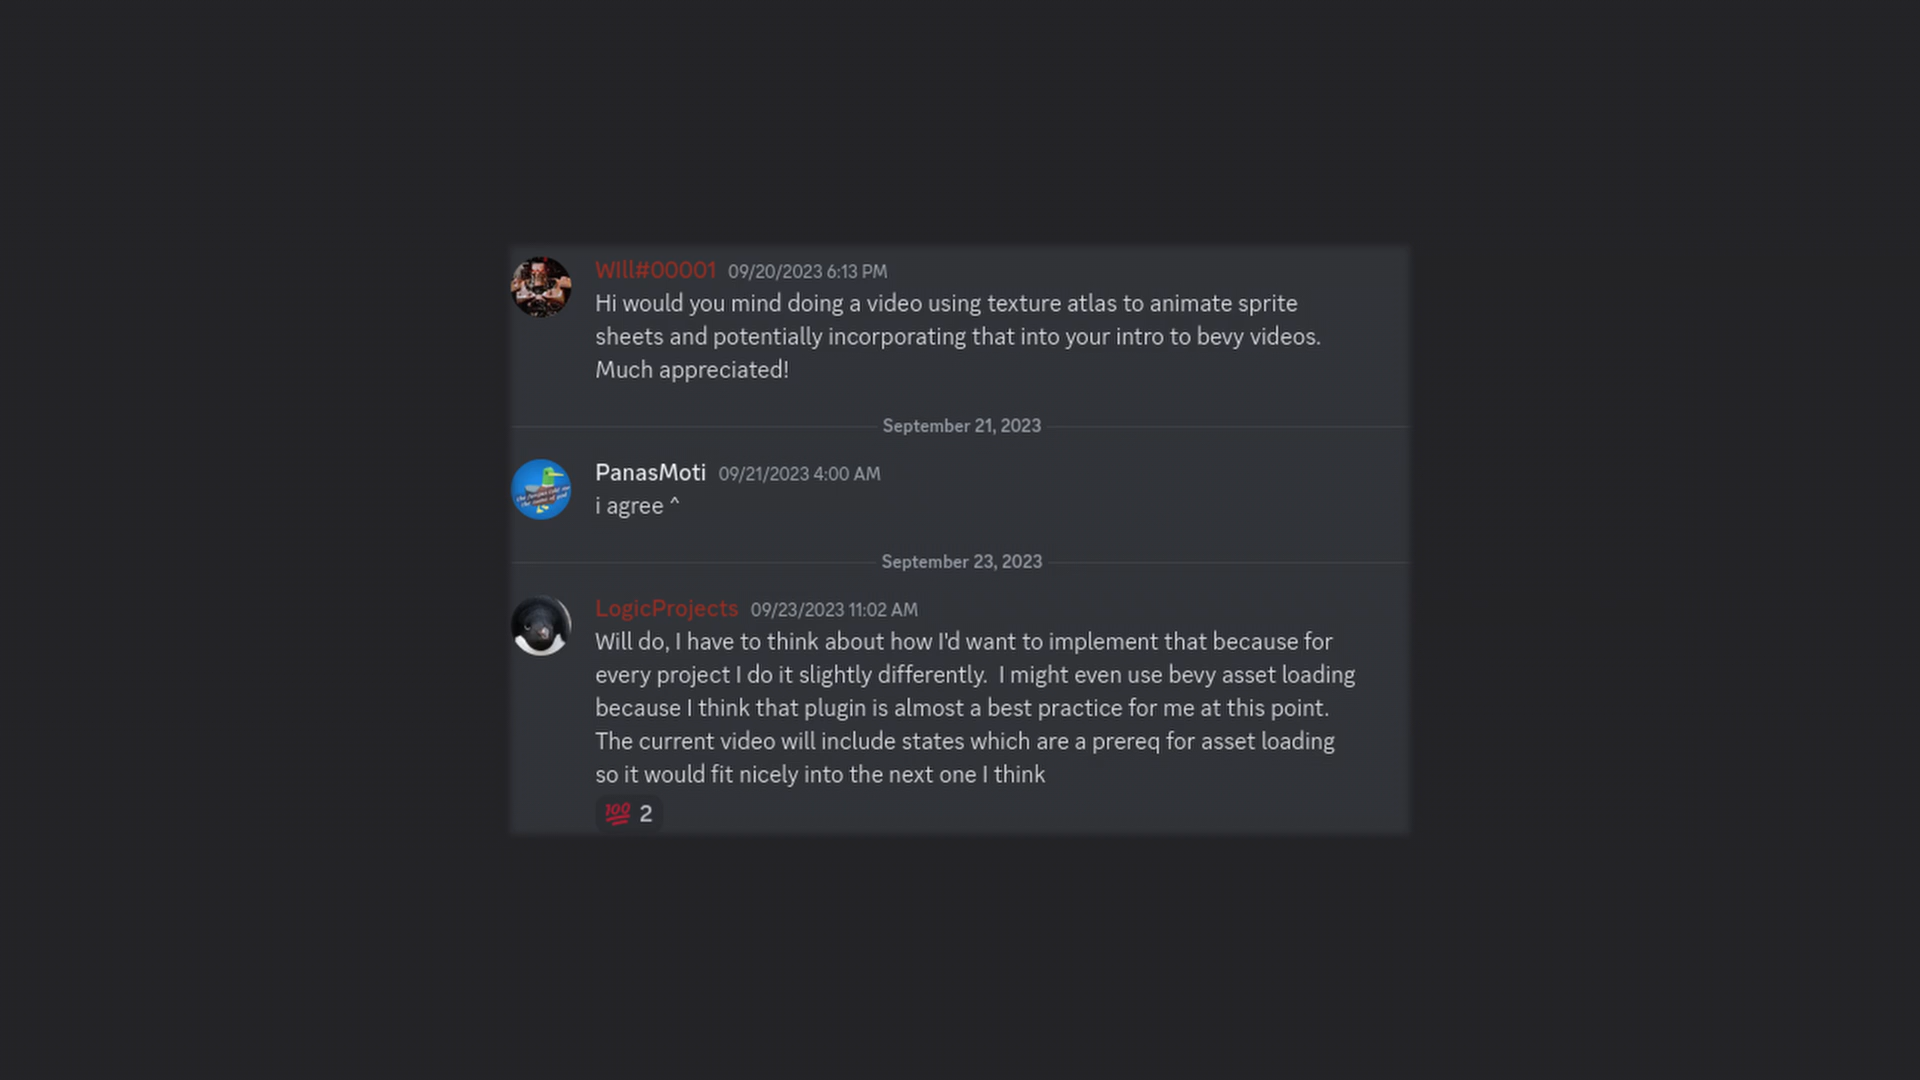 WIll#00001 09/20/2023 6:13 PM
Hi would you mind doing a video using texture atlas to animate sprite
sheets and potentially incorporating that into your intro to bevy videos.
Much appreciated!
September 21, 2023
PanasMoti 09/21/2023 4:00 AM
i agree ^
September 23, 2023
LogicProjects 09/23/2023 11:02 AM
Will do, I have to think about how I'd want to implement that because for
every project I do it slightly differently.  I might even use bevy asset loading
because I think that plugin is almost a best practice for me at this point.
The current video will include states which are a prereq for asset loading
so it would fit nicely into the next one I think
💯 2